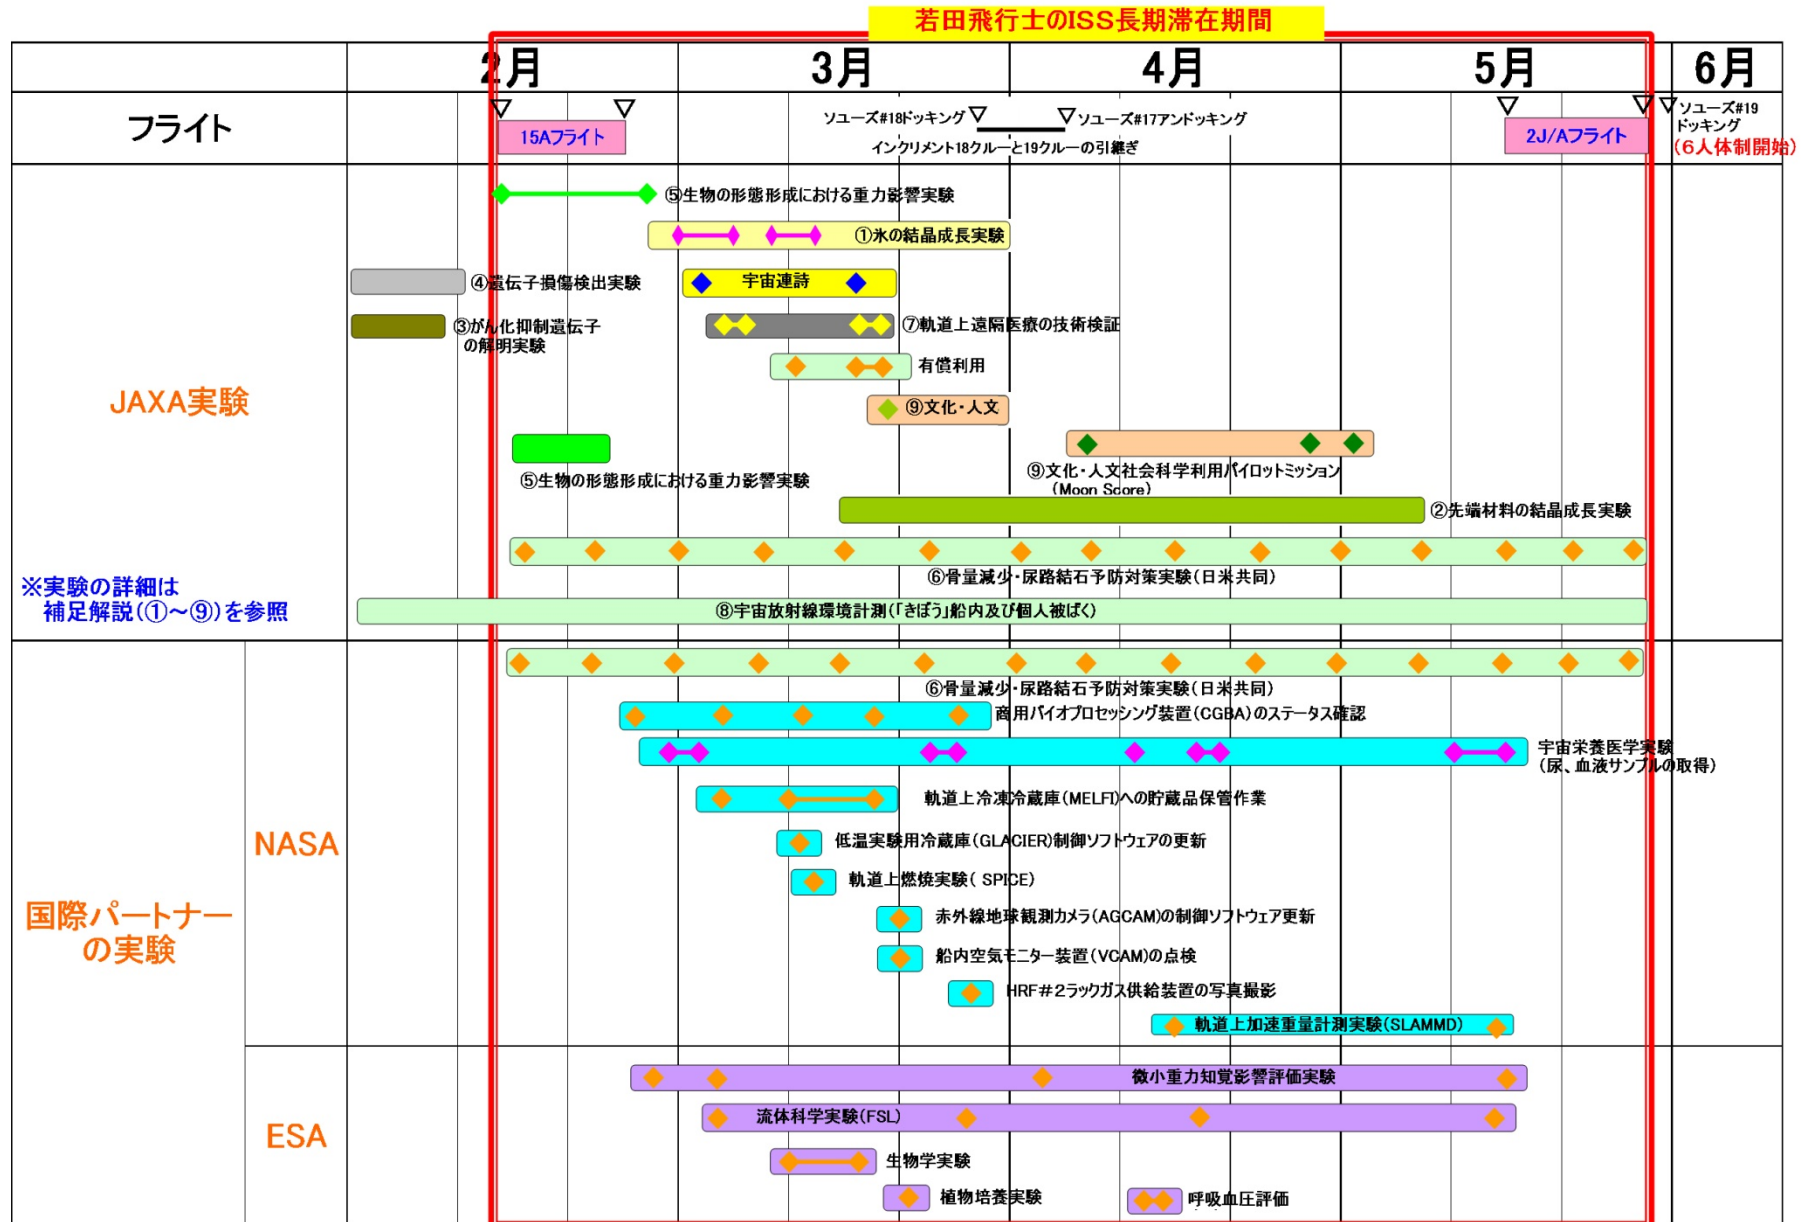 若田飛行士のISS長期滞在期間
2月 3月 4月 5月 6月
フライト
15Aフライト
ソユーズ#18ドッキング
ソユーズ#17アンドッキング
インクリメント18クルーと19クルーの引継ぎ
2J/Aフライト
ソユーズ#19
ドッキング
(6人体制開始)
JAXA実験
※実験の詳細は
補足解説(①~⑨)を参照
⑤生物の形態形成における重力影響実験
①氷の結晶成長実験
④遺伝子損傷検出実験
宇宙連詩
③がん化抑制遺伝子
の解明実験
⑦軌道上遠隔医療の技術検証
有償利用
⑨文化・人文
⑤生物の形態形成における重力影響実験
⑨文化・人文社会科学利用パイロットミッション
(Moon Score)
②先端材料の結晶成長実験
⑥骨量減少・尿路結石予防対策実験(日米共同)
⑧宇宙放射線環境計測(「きぼう」船内及び個人被ばく)
国際パートナー
の実験
NASA
⑥骨量減少・尿路結石予防対策実験(日米共同)
商用バイオプロセッシング装置(CGBA)のステータス確認
宇宙栄養医学実験
(尿、血液サンプルの取得)
軌道上冷凍冷蔵庫(MELFI)への貯蔵品保管作業
低温実験用冷蔵庫(GLACIER)制御ソフトウェアの更新
軌道上燃焼実験( SPICE)
赤外線地球観測カメラ(AGCAM)の制御ソフトウェア更新
船内空気モニター装置(VCAM)の点検
HRF#2ラックガス供給装置の写真撮影
軌道上加速重量計測実験(SLAMMD)
ESA
微小重力知覚影響評価実験
流体科学実験(FSL)
生物学実験
植物培養実験
呼吸血圧評価